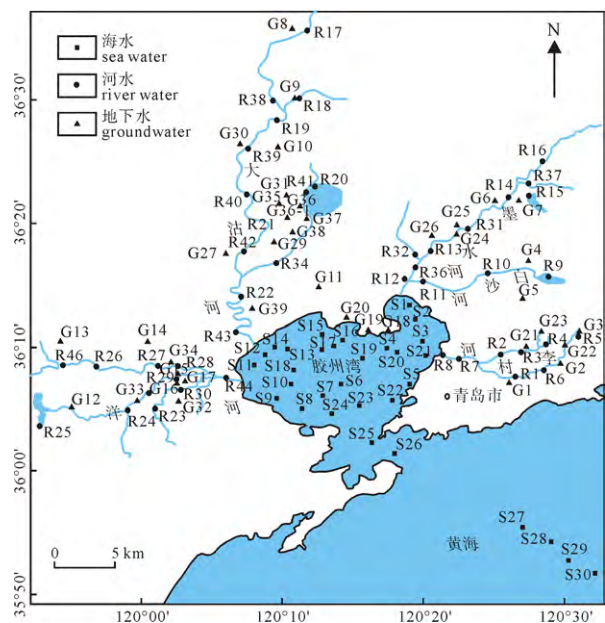 海水
sea water
河水
river water
地下水
groundwater
N
G8
R17
36°30′
R38
G9
R18
R19
G30
G10
R39
大
R16
R37
R14
R15
G6
G7
墨
G31
R41
R20
G35
G36
R40
G36-1
G37
36°20′
沽
R21
G38
G25
R31
G26
G24
水
R42
G29
G27
R34
R32
R13
G4
河
R10
R9
R36
沙
口
R12
R11
河
G5
G11
R22
河
G39
G20
G19
S1
S2
G18
S3
R43
S15
S16
S4
S14
S12
S13
S17
胶州湾
S19
S20
S21
S11
S18
S5
S10
S6
S7
S22
S9
S8
S24
S23
G13
G14
36°10′
R46
R26
R27
G34
R28
R29
G17
R44
R30
G33
G16
G32
G12
洋
河
R24
R23
R25
R8
R7
河
R2
G21
G23
R4
G3
R5
R3
李
村
G2
R1
R6
G1
河
青岛市
S25
S26
36°00′
S27
S28
黄海
S29
S30
0
5 km
35°50′
120°00′
120°10′
120°20′
120°30′